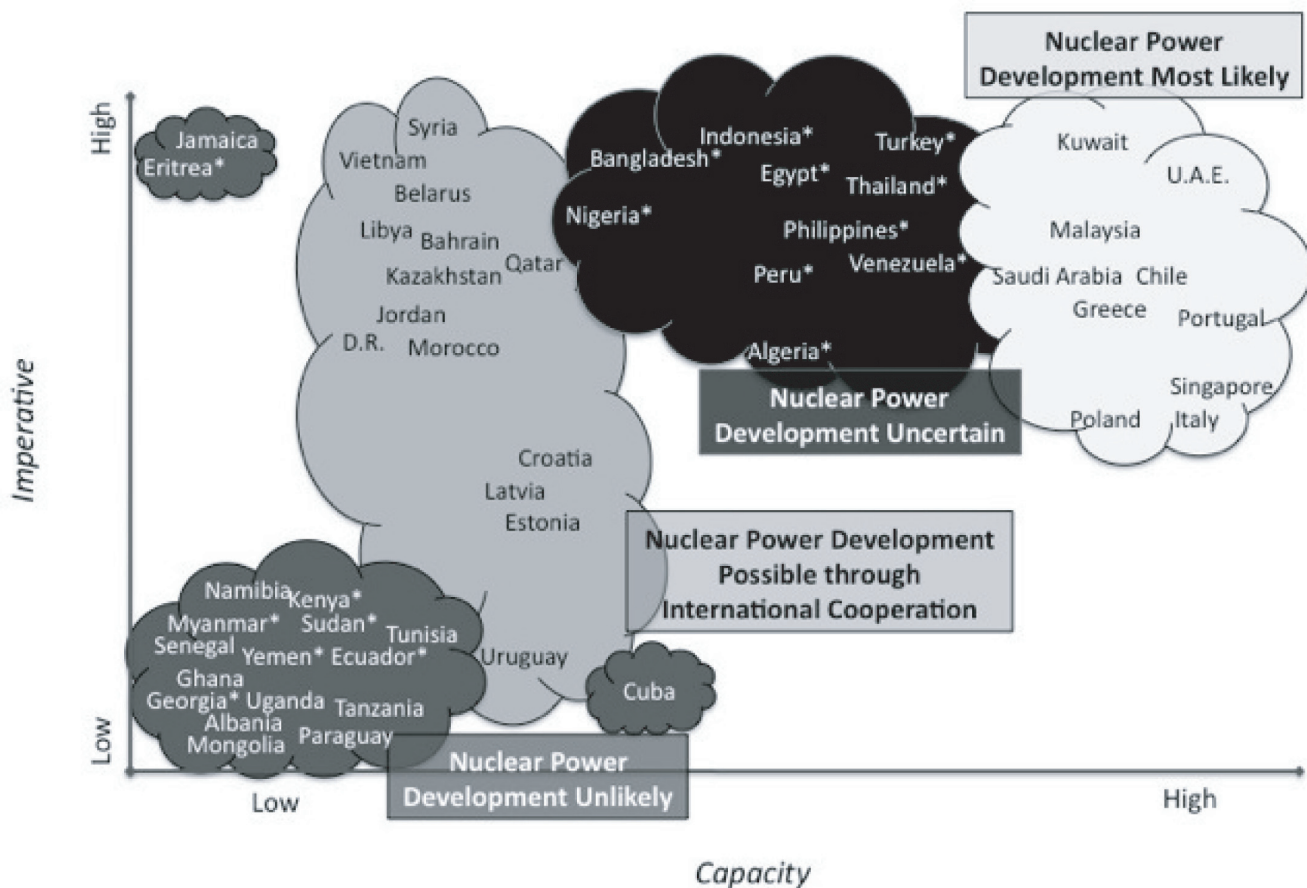 Nuclear Power
Development Most Likely
High
Jamaica
Eritrea*
Syria
Vietnam
Belarus
Libya
Bahrain
Qatar
Kazakhstan
Jordan
D.R.
Morocco
Croatia
Latvia
Estonia
Uruguay
Indonesia*
Turkey*
Bangladesh*
Egypt*
Thailand*
Nigeria*
Philippines*
Peru*
Venezuela*
Algeria*
Nuclear Power
Development Uncertain
Kuwait
U.A.E.
Malaysia
Saudi Arabia
Chile
Greece
Portugal
Singapore
Poland
Italy
Imperative
Nuclear Power Development
Possible through
International Cooperation
Namibia
Kenya*
Myanmar*
Sudan*
Tunisia
Senegal
Yemen*
Ecuador*
Ghana
Georgia*
Uganda
Tanzania
Albania
Mongolia
Paraguay
Cuba
Low
Nuclear Power
Development Unlikely
Low
High
Capacity